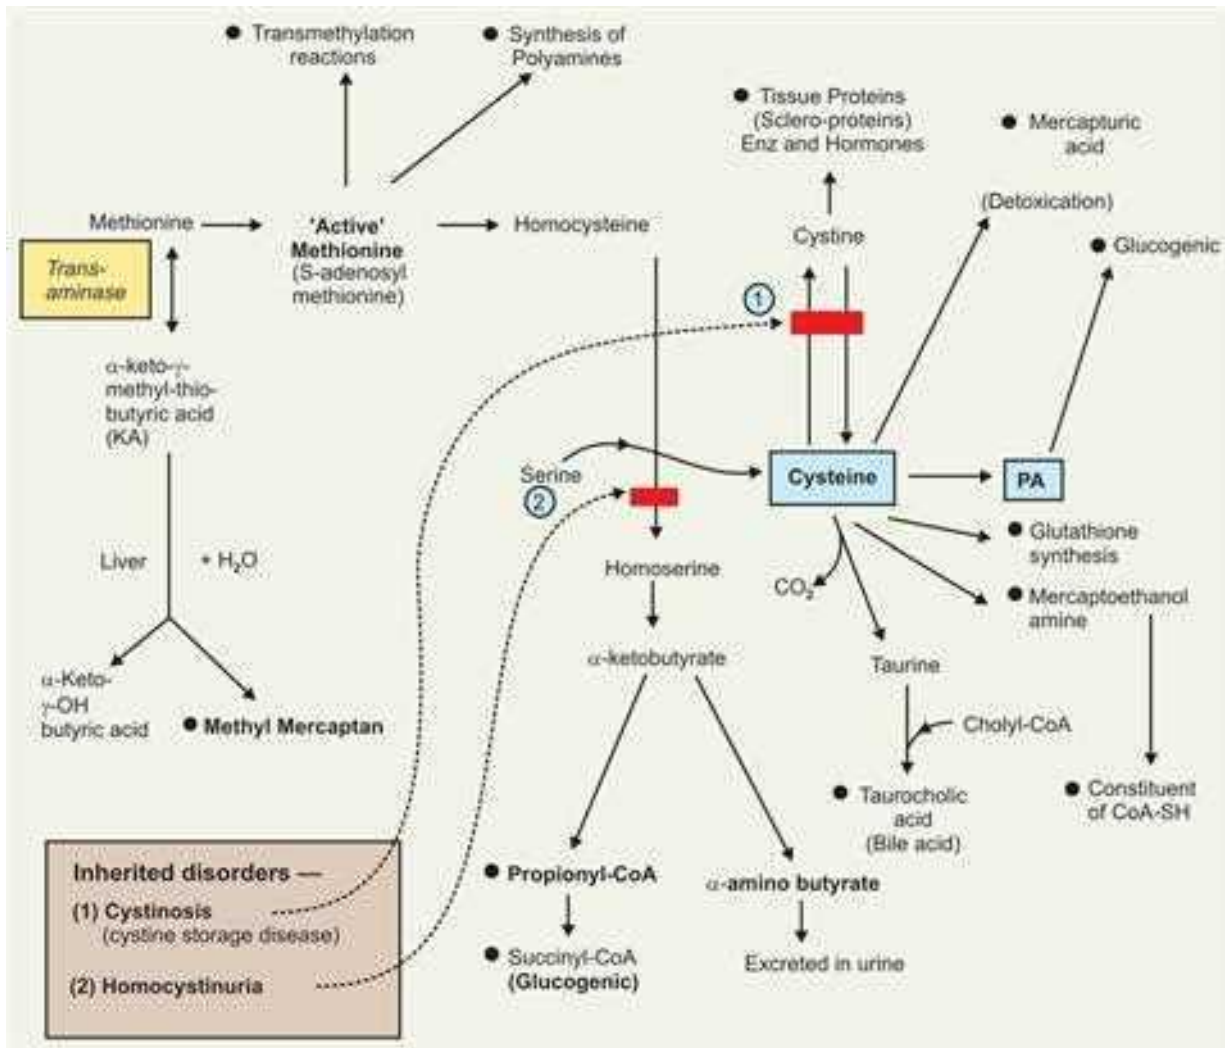 ● Transmethylation
reactions
● Synthesis of
Polyamines
● Tissue Proteins
(Sclero-proteins)
Enz and Hormones
● Mercapturic
acid
(Detoxication)
● Glucogenic
Methionine
'Active'
Methionine
(S-adenosyl
methionine)
Homocysteine
Cystine
Trans-
aminase
1
α-keto-γ-
methyl-thio-
butyric acid
(KA)
Serine
2
Cysteine
PA
Liver
+ H₂O
Homoserine
CO₂
● Glutathione
synthesis
● Mercaptoethanol
amine
α-ketobutyrate
Taurine
α-Keto-
γ-OH
butyric acid
● Methyl Mercaptan
Cholyl-CoA
● Taurocholic
acid
(Bile acid)
● Constituent
of CoA-SH
Inherited disorders —
(1) Cystinosis
(cystine storage disease)
(2) Homocystinuria
● Propionyl-CoA
α-amino butyrate
● Succinyl-CoA
(Glucogenic)
Excreted in urine